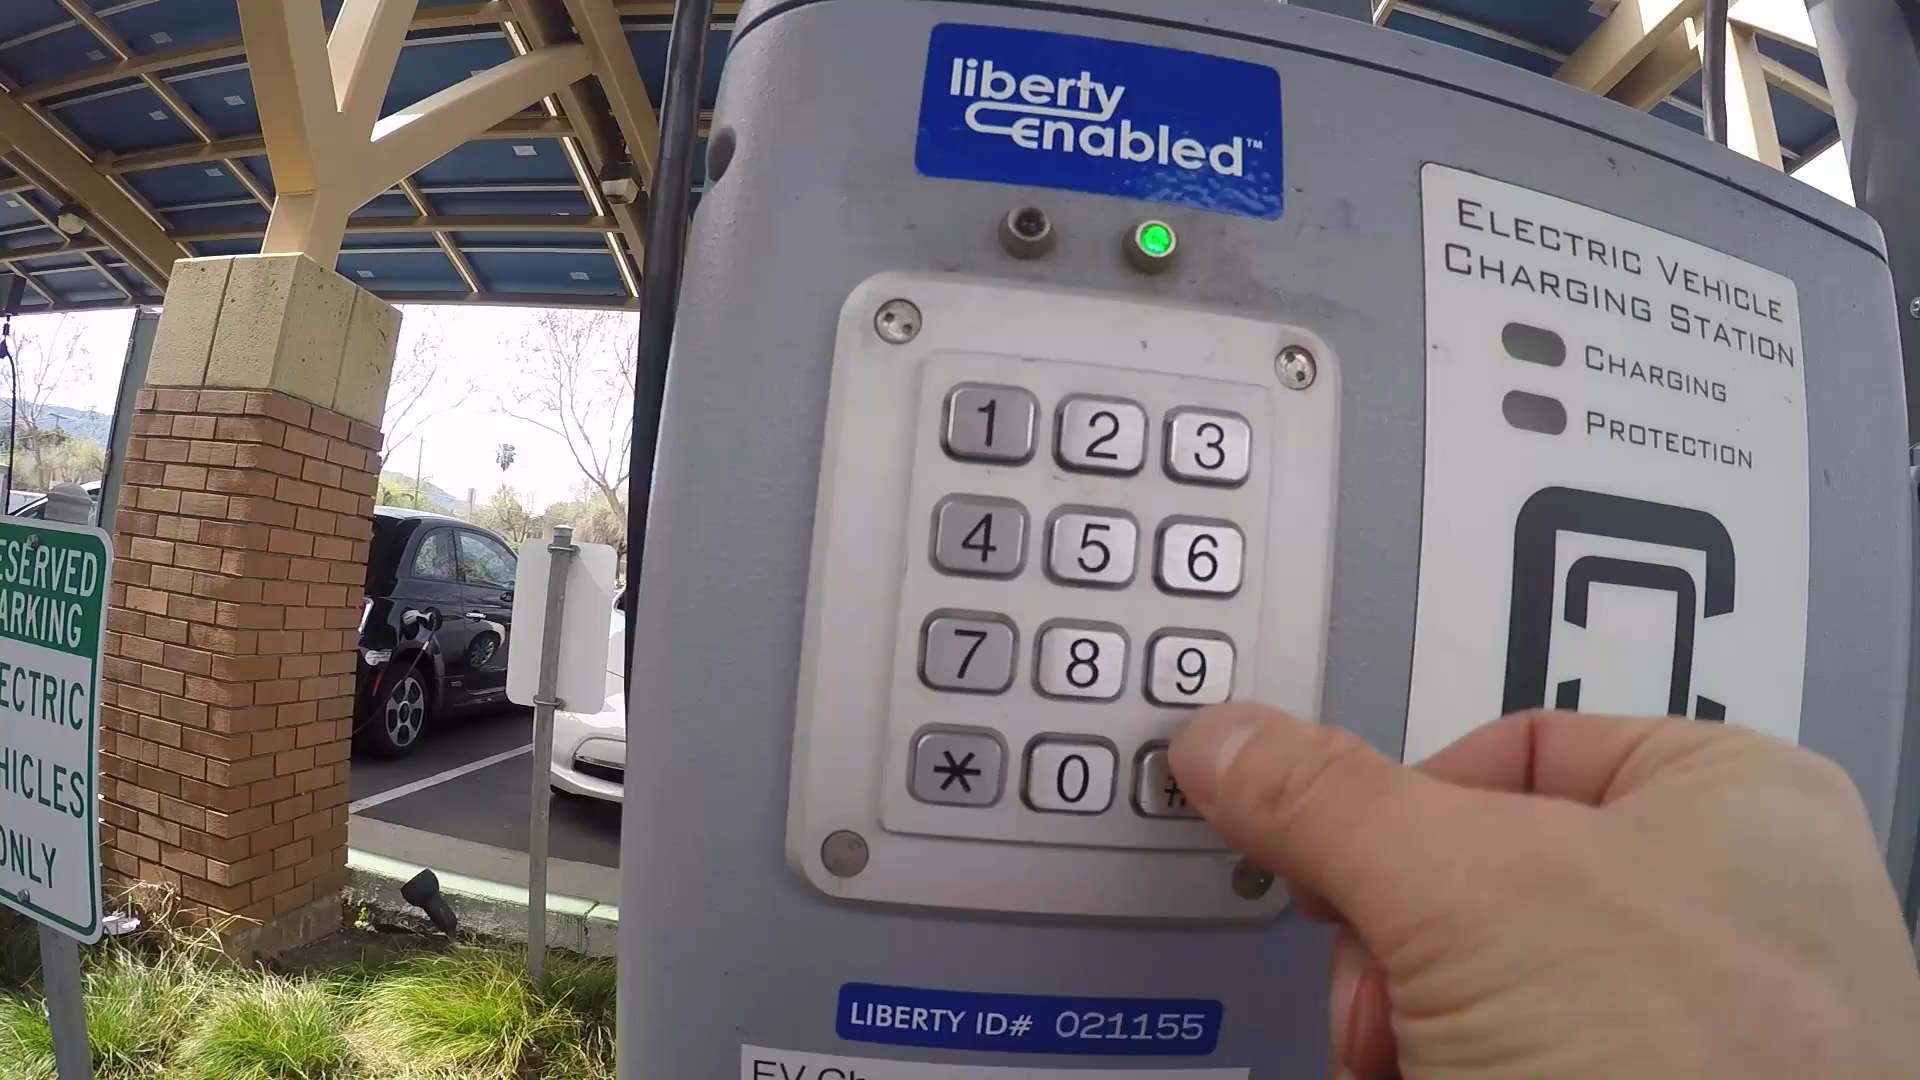 liberty
enabled™
ELECTRIC VEHICLE
CHARGING STATION
CHARGING
PROTECTION
1 2 3
4 5 6
7 8 9
* 0 #
LIBERTY ID# 021155
EV
ESERVED
ARKING
ECTRIC
HICLES
ONLY